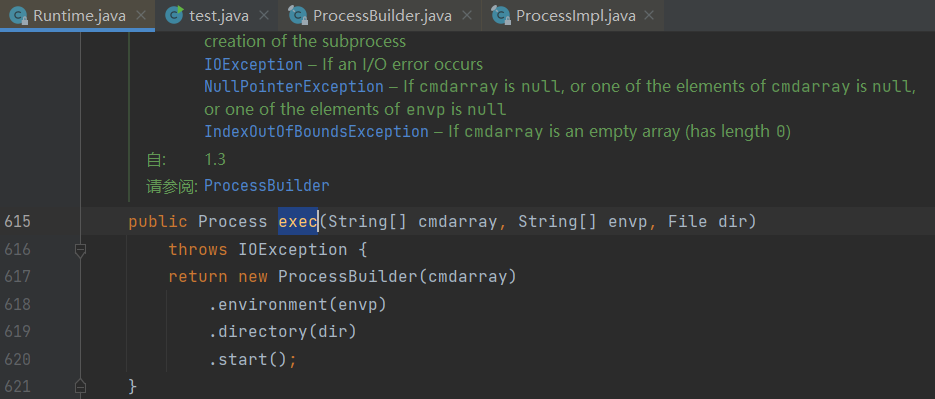 Runtime.java test.java ProcessBuilder.java ProcessImpl.java
creation of the subprocess
IOException – If an I/O error occurs
NullPointerException – If cmdarray is null, or one of the elements of cmdarray is null,
or one of the elements of envp is null
IndexOutOfBoundsException – If cmdarray is an empty array (has length 0)
自: 1.3
请参阅: ProcessBuilder
615 public Process exec(String[] cmdarray, String[] envp, File dir)
616 throws IOException {
617 return new ProcessBuilder(cmdarray)
618 .environment(envp)
619 .directory(dir)
620 .start();
621 }